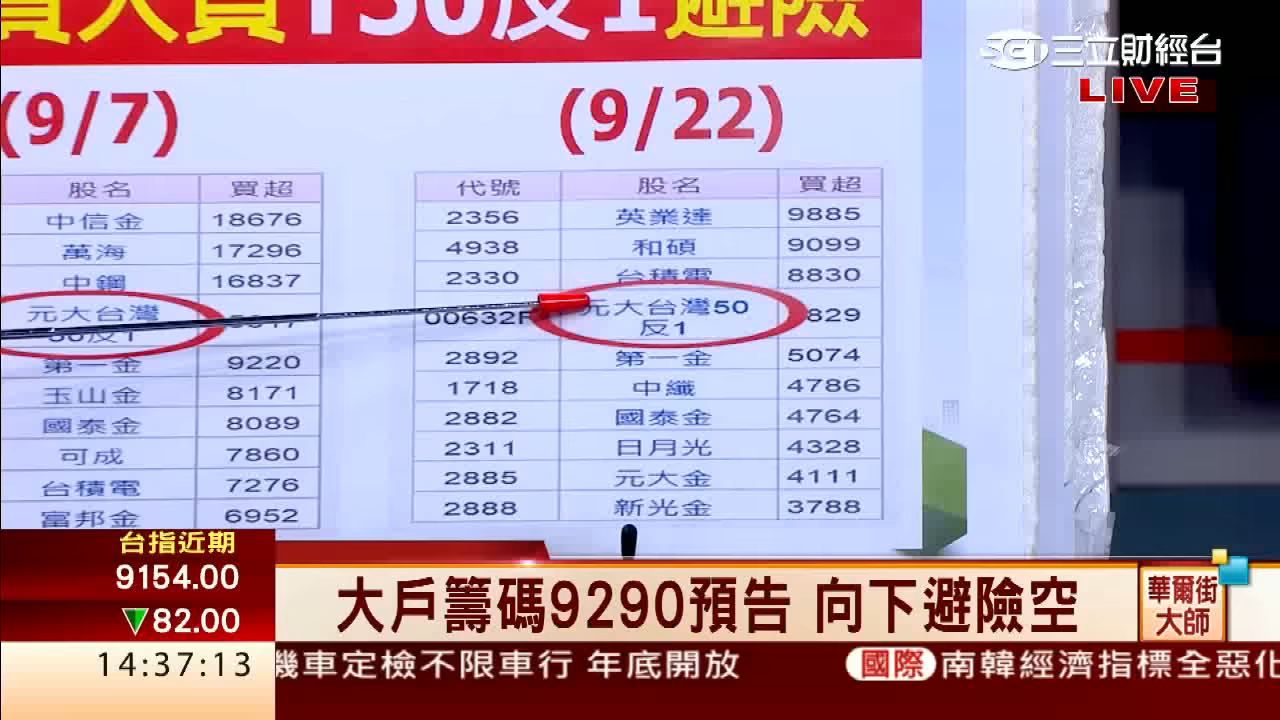 T50反1避險
SET 三立財經台
LIVE
(9/7)
股名 買超
中信金 18676
萬海 17296
中鋼 16837
元大台灣
50反1
第一金 9220
玉山金 8171
國泰金 8089
可成 7860
台積電 7276
富邦金 6952
(9/22)
代號 股名 買超
2356 英業達 9885
4938 和碩 9099
2330 台積電 8830
00632R 元大台灣50 829
反1
2892 第一金 5074
1718 中纖 4786
2882 國泰金 4764
2311 日月光 4328
2885 元大金 4111
2888 新光金 3788
台指近期
9154.00
▼82.00
14:37:13
大戶籌碼9290預告 向下避險空
華爾街
大師
機車定檢不限車行 年底開放
國際 南韓經濟指標全惡化